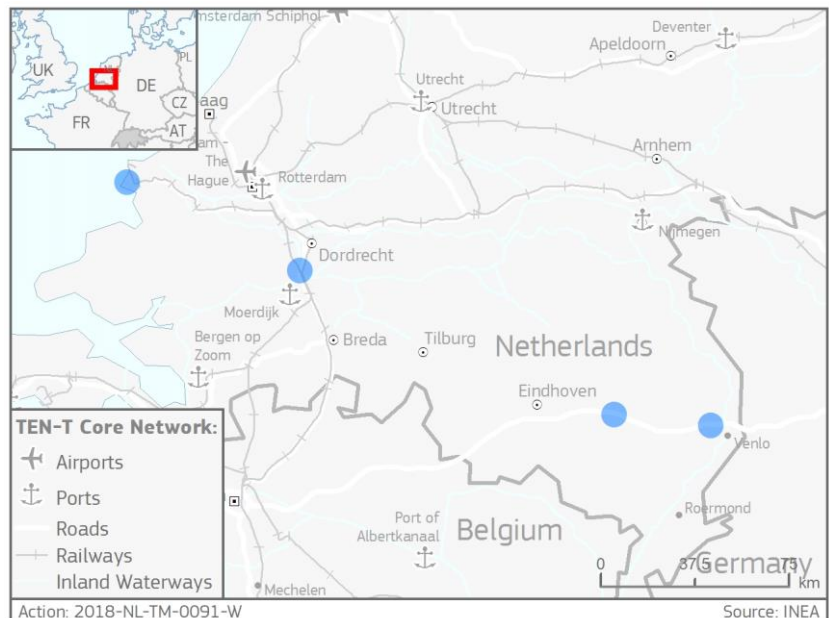 msterdam Schiphol
Deventer
Apeldoorn
UK
NL
PL
DE
CZ
FR
AT
Utrecht
Utrecht
aag
Arnhem
am -
The
Hague
Rotterdam
Nijmegen
Dordrecht
Moerdijk
Bergen op
Zoom
Breda
Tilburg
Netherlands
Eindhoven
Venlo
Roermond
Port of
Albertkanaal
Belgium
Germany
Mechelen
TEN-T Core Network:
Airports
Ports
Roads
Railways
Inland Waterways
0 37,5 75
km
Action: 2018-NL-TM-0091-W
Source: INEA